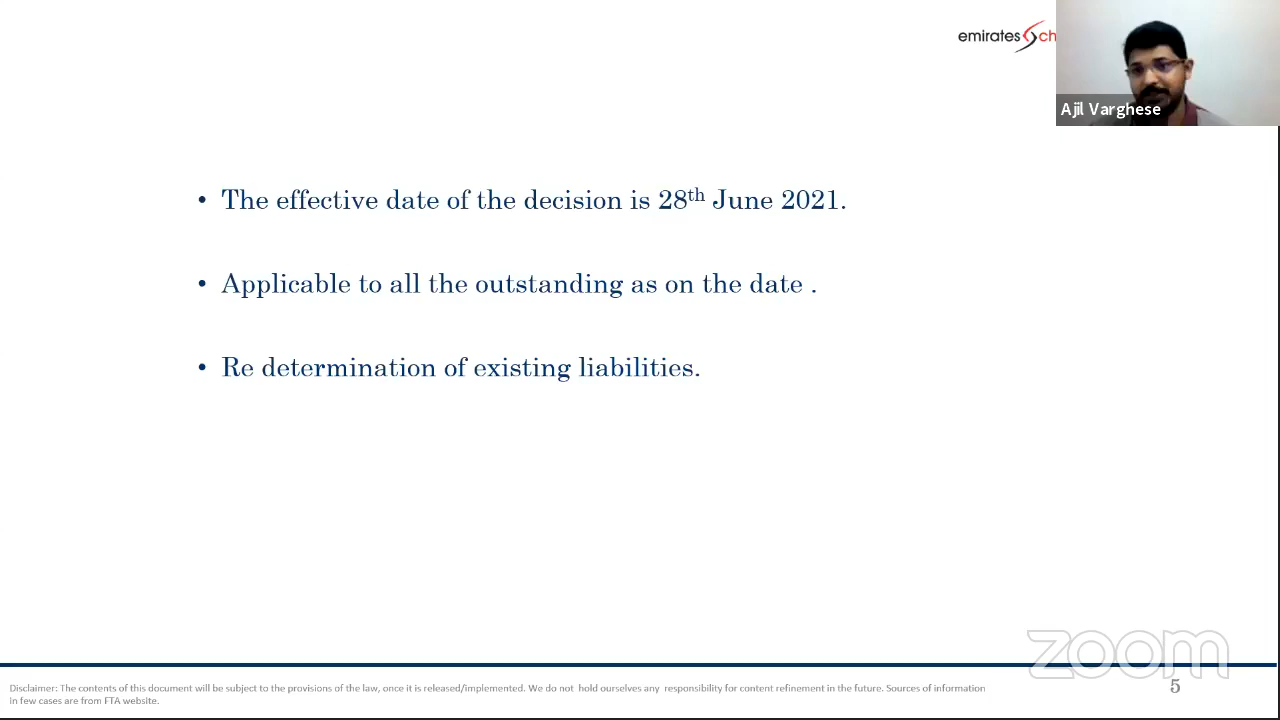 emirates ch
Ajil Varghese
• The effective date of the decision is 28th June 2021.
• Applicable to all the outstanding as on the date .
• Re determination of existing liabilities.
zoom
Disclaimer: The contents of this document will be subject to the provisions of the law, once it is released/implemented. We do not hold ourselves any responsibility for content refinement in the future. Sources of information
in few cases are from FTA website.
5